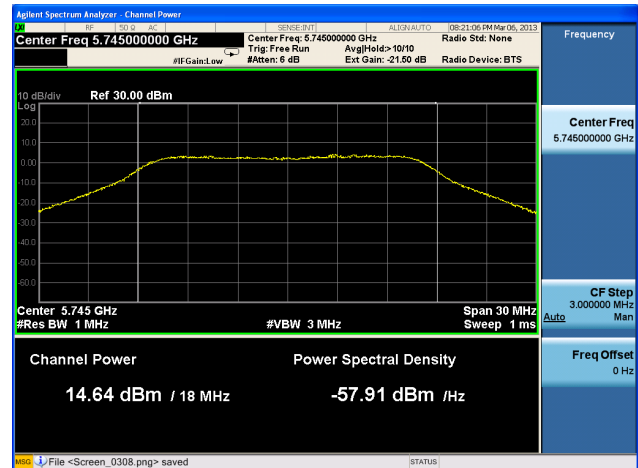 Agilent Spectrum Analyzer - Channel Power
RF 50 Ω AC SENSE:INT ALIGN AUTO 08:21:06 PM Mar 06, 2013
Center Freq 5.745000000 GHz
Center Freq: 5.745000000 GHz
Radio Std: None
Trig: Free Run Avg|Hold:> 10/10
#IFGain:Low #Atten: 6 dB Ext Gain: -21.50 dB Radio Device: BTS
10 dB/div Ref 30.00 dBm
Log
20.0
10.0
0.00
-10.0
-20.0
-30.0
-40.0
-50.0
-60.0
Center 5.745 GHz Span 30 MHz
#Res BW 1 MHz #VBW 3 MHz Sweep 1 ms
Channel Power Power Spectral Density
14.64 dBm / 18 MHz -57.91 dBm /Hz
MSG File <Screen_0308.png> saved STATUS
Frequency
Center Freq
5.745000000 GHz
CF Step
3.000000 MHz
Auto Man
Freq Offset
0 Hz